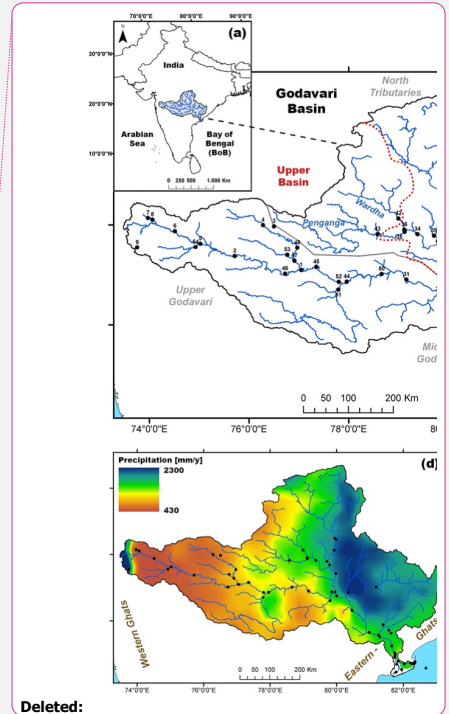 70°0'0"E 80°0'0"E 90°0'0"E
N
(a)
30°0'0"N
India
20°0'0"N
Arabian
Sea
Bay of
Bengal
(BoB)
10°0'0"N
0 250 500 1.000 Km
Godavari
Basin
North
Tributaries
Upper
Basin
Wardha
Penganga
Upper
Godavari
Mid
God
0 50 100 200 Km
74°0'0"E 76°0'0"E 78°0'0"E 80
Precipitation [mm/y]
2300
430
(d)
Western Ghats
Eastern - Ghats
0 50 100 200 Km
74°0'0"E 76°0'0"E 78°0'0"E 80°0'0"E 82°0'0"E
Deleted: